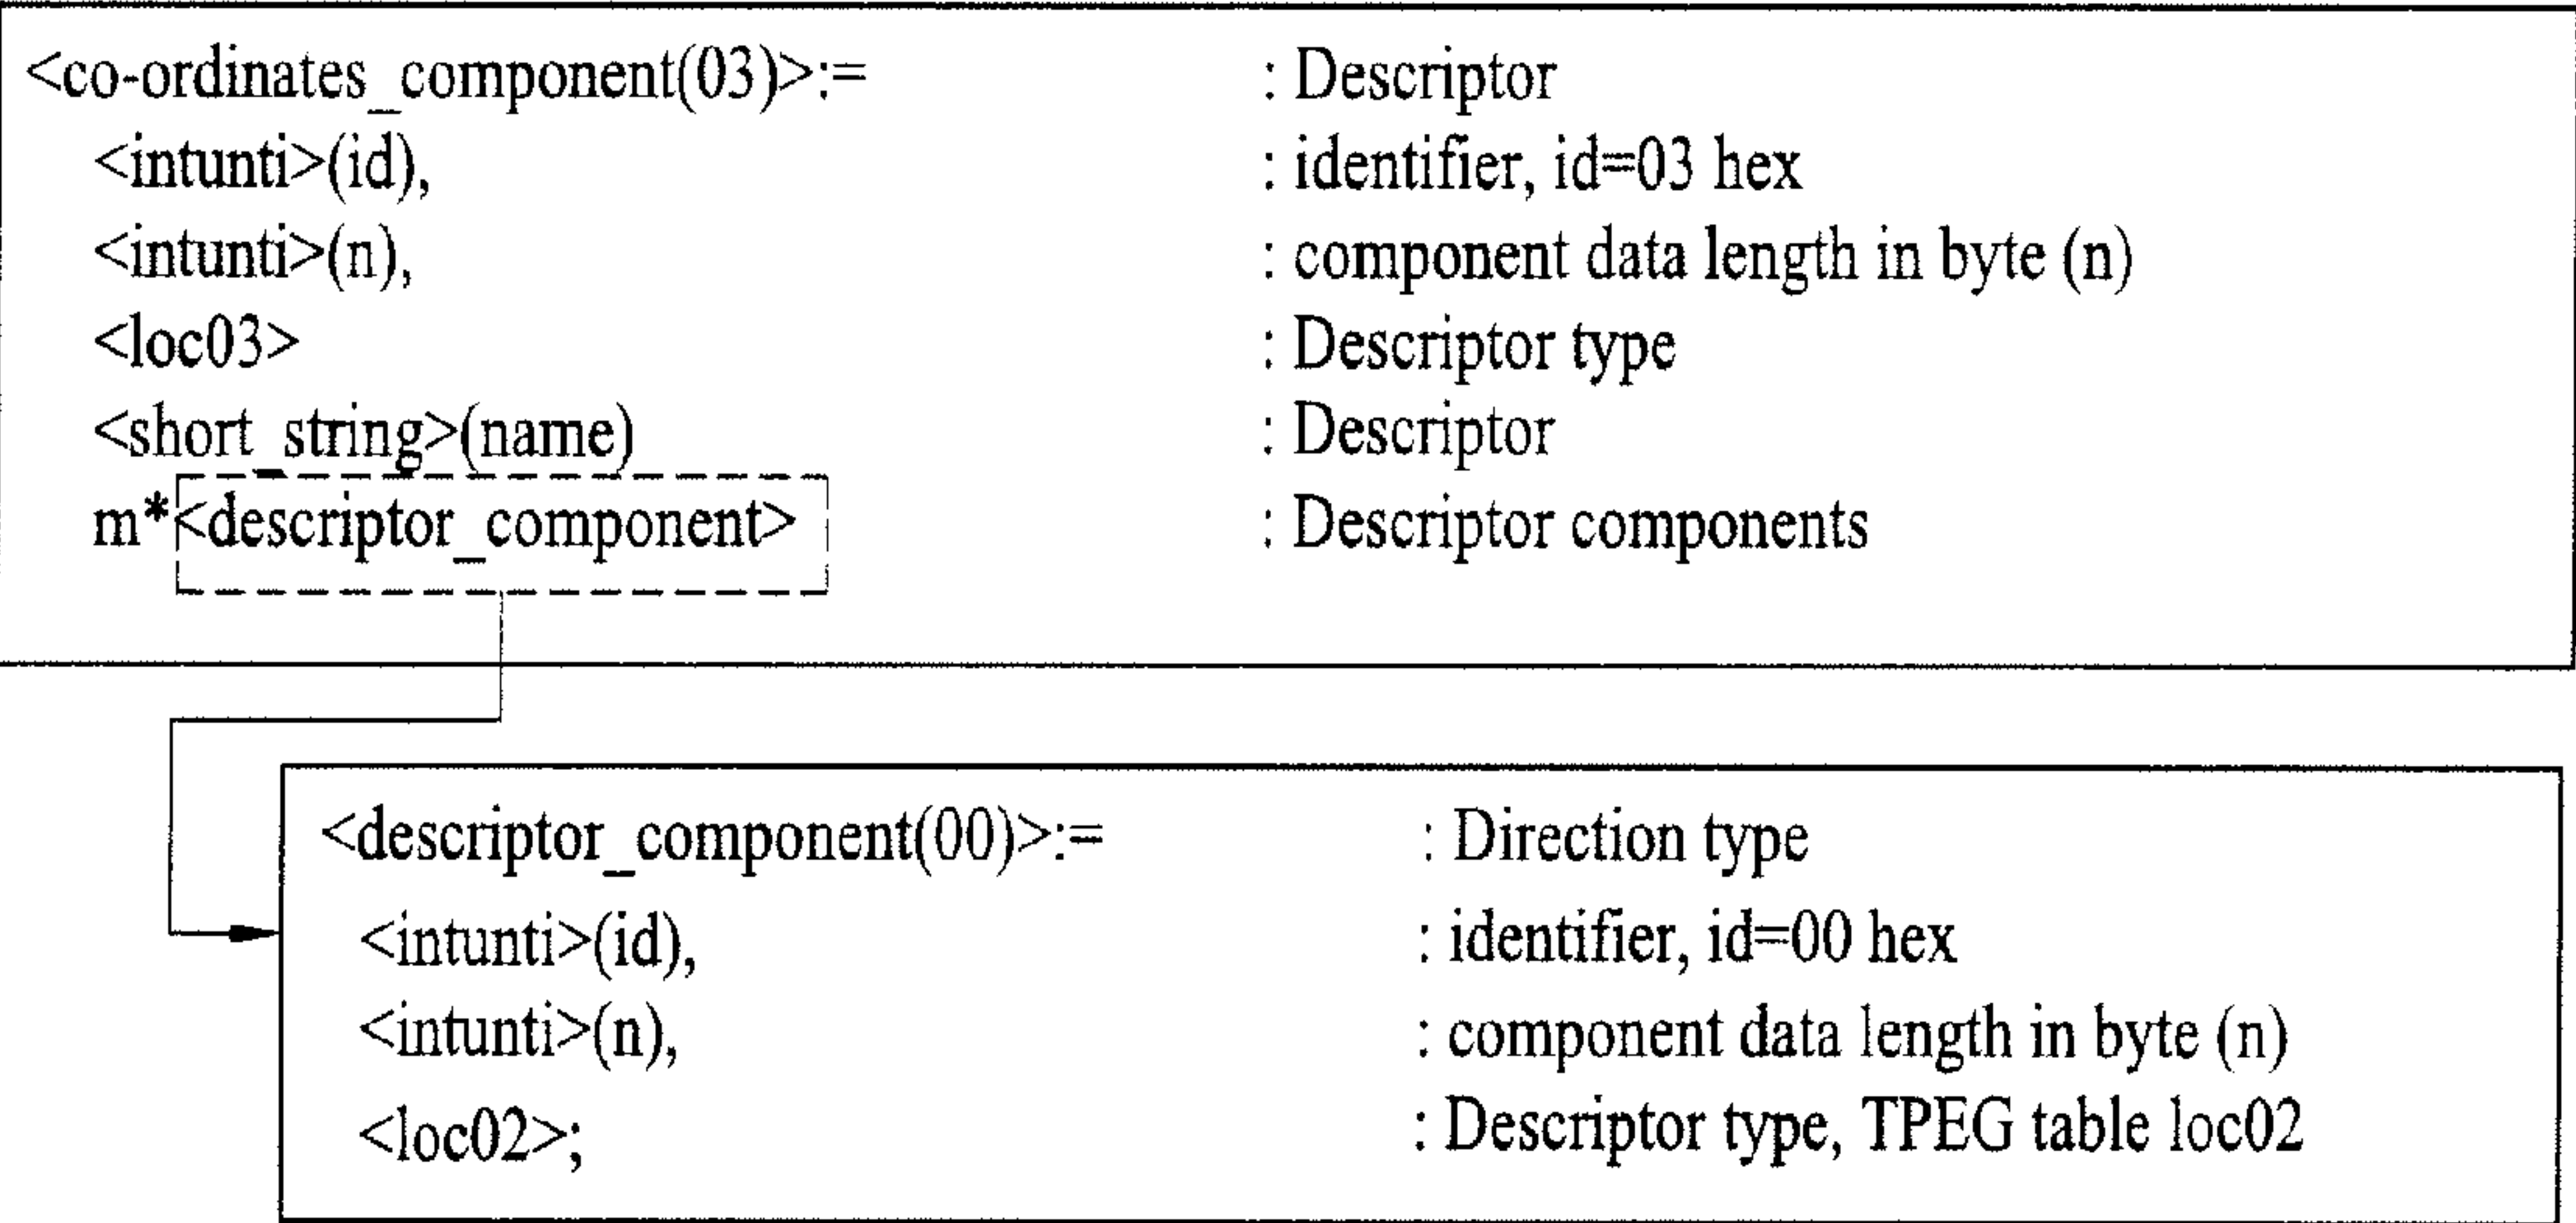 <co-ordinates_component(03)>:= : Descriptor
<intunti>(id), : identifier, id=03 hex
<intunti>(n), : component data length in byte (n)
<loc03> : Descriptor type
<short_string>(name) : Descriptor
m*<descriptor_component> : Descriptor components
<descriptor_component(00)>:= : Direction type
<intunti>(id), : identifier, id=00 hex
<intunti>(n), : component data length in byte (n)
<loc02>; : Descriptor type, TPEG table loc02